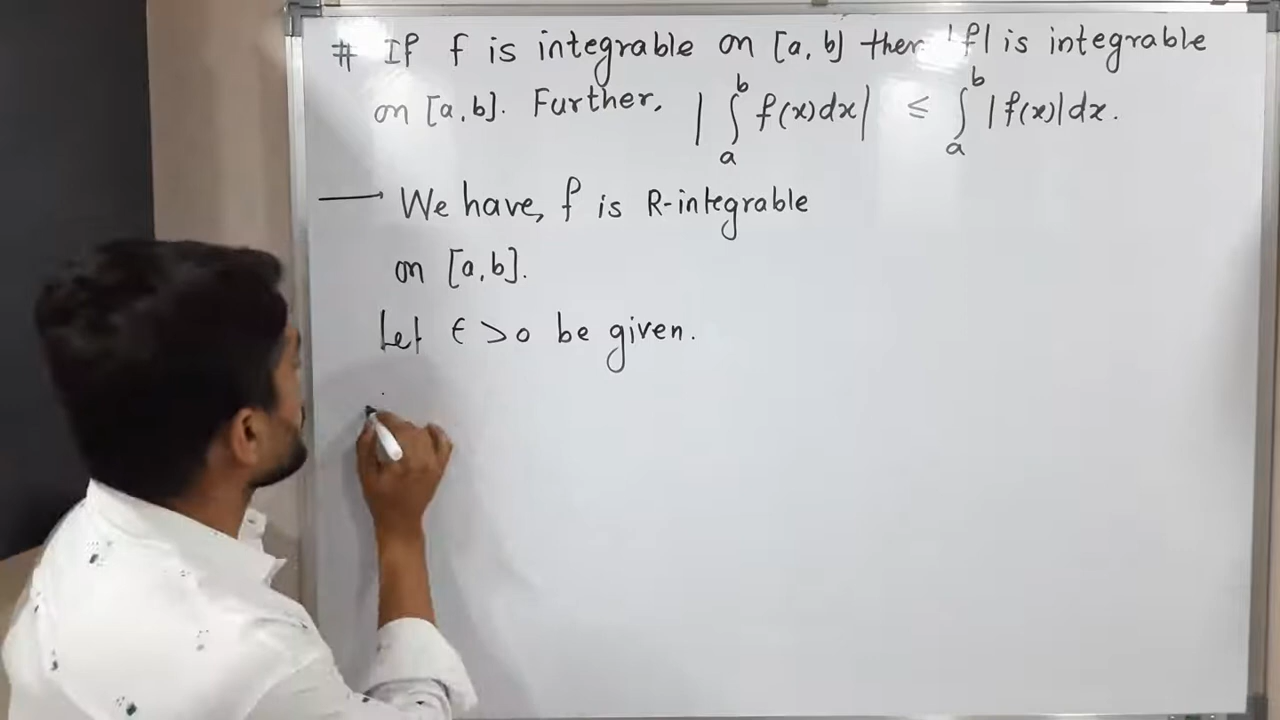 # If f is integrable on [a, b] then |f| is integrable
on [a, b]. Further, | ∫_a^b f(x)dx | ≤ ∫_a^b |f(x)|dx.
→ We have, f is R-integrable
on [a, b].
Let ϵ > 0 be given.